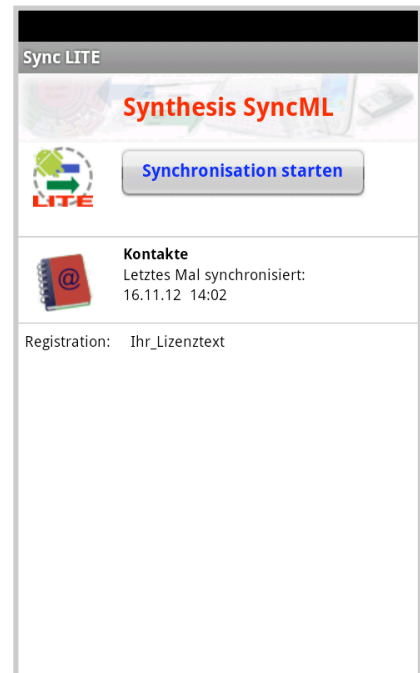 Sync LITE
Synthesis SyncML
LITE
Synchronisation starten
Kontakte
@
Letztes Mal synchronisiert:
16.11.12  14:02
Registration: Ihr_Lizenztext